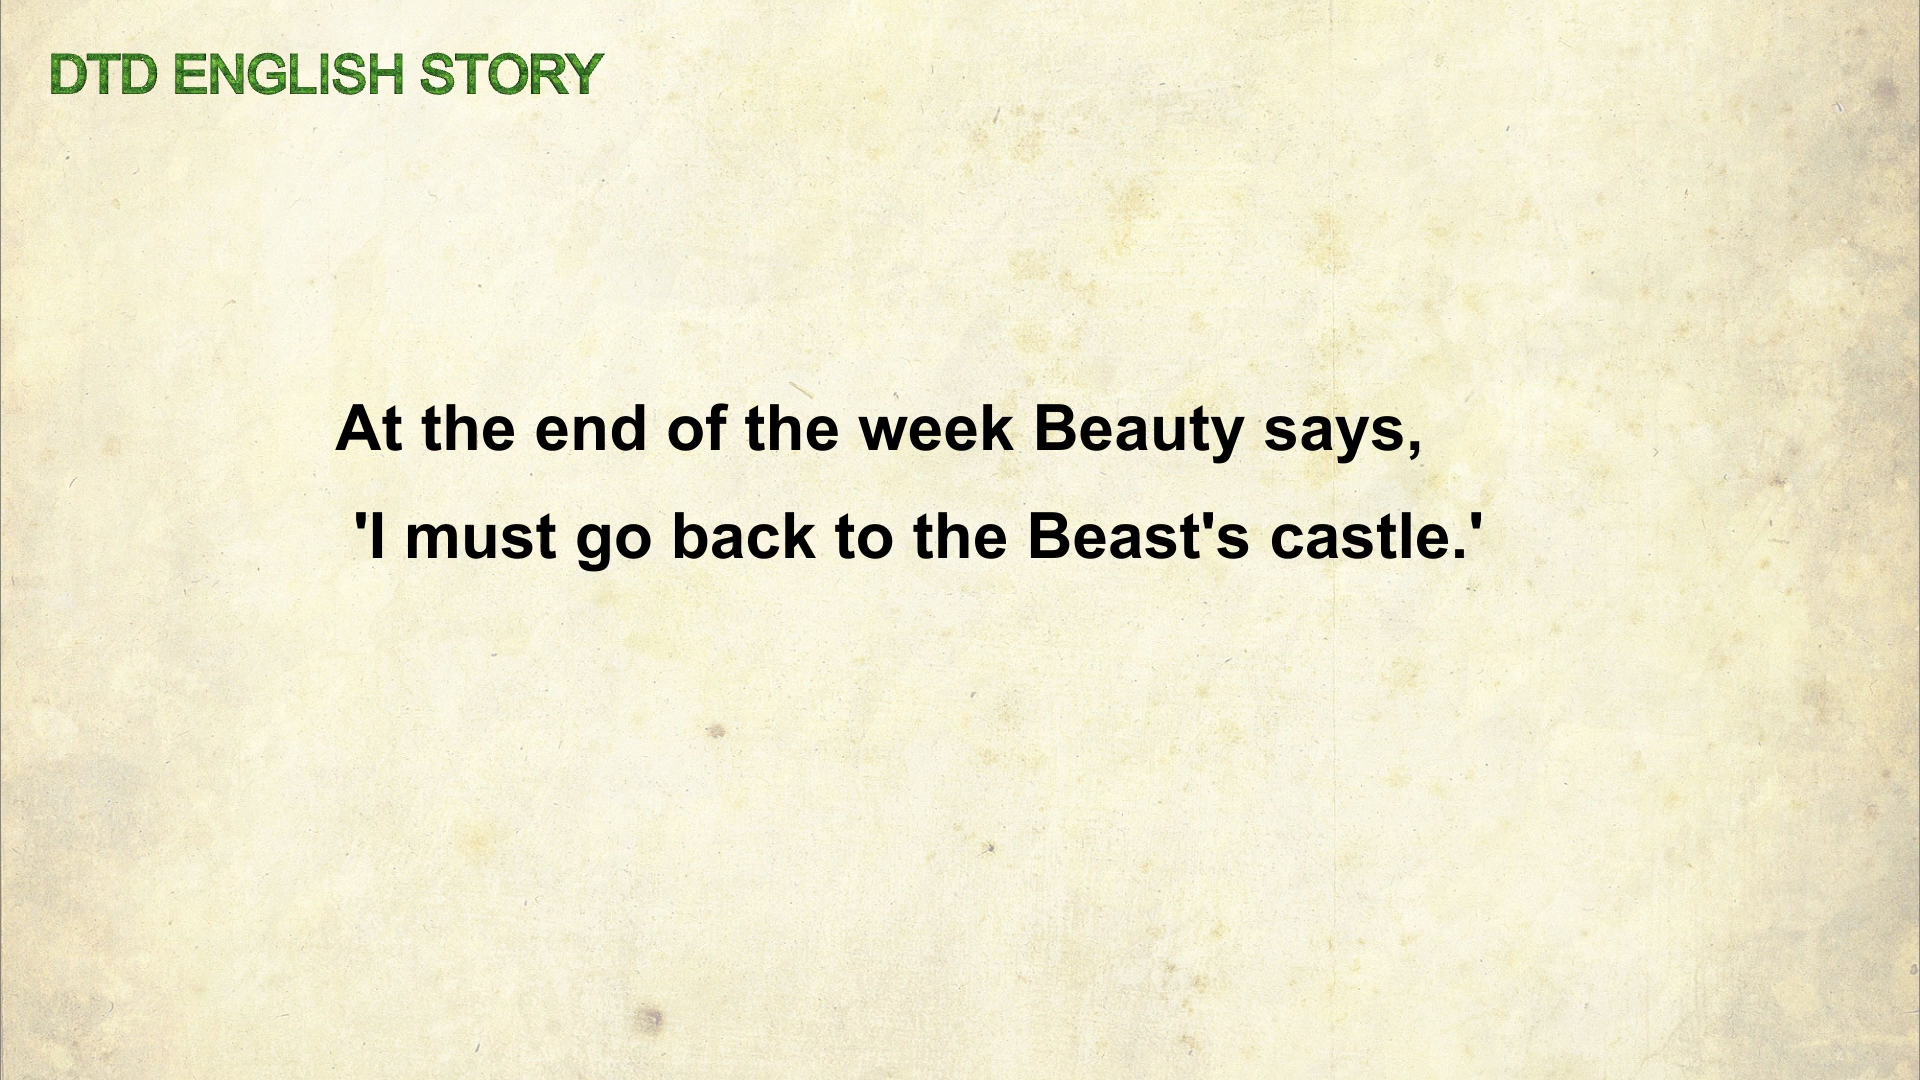 DTD ENGLISH STORY
At the end of the week Beauty says,
'I must go back to the Beast's castle.'